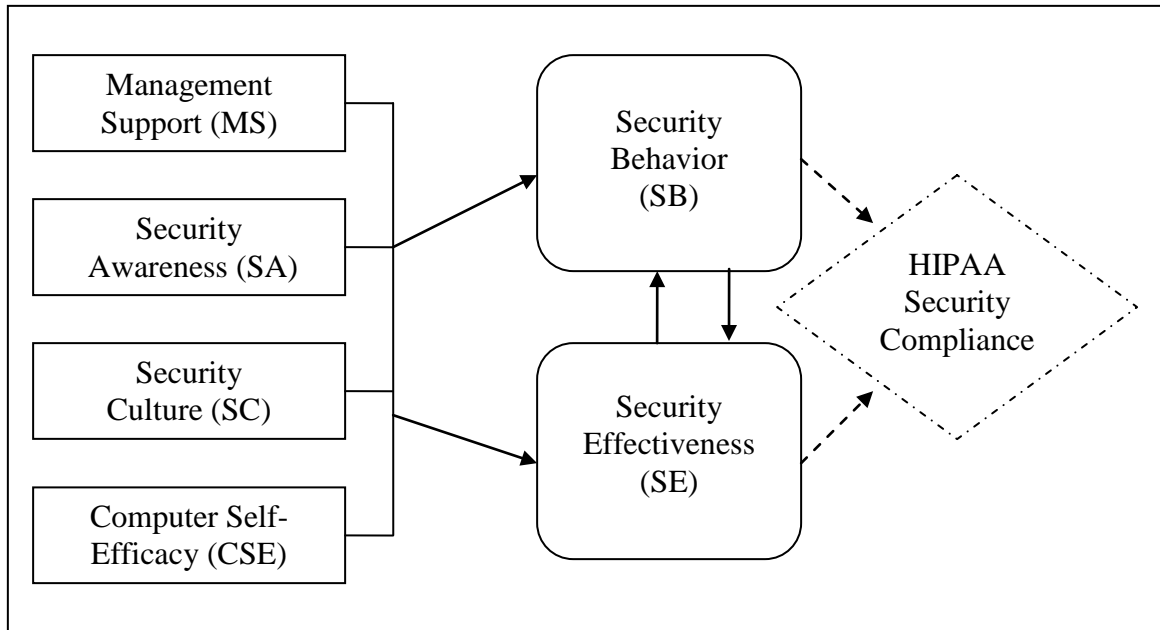 Management
Support (MS)
Security
Awareness (SA)
Security
Culture (SC)
Computer Self-
Efficacy (CSE)
Security
Behavior
(SB)
Security
Effectiveness
(SE)
HIPAA
Security
Compliance